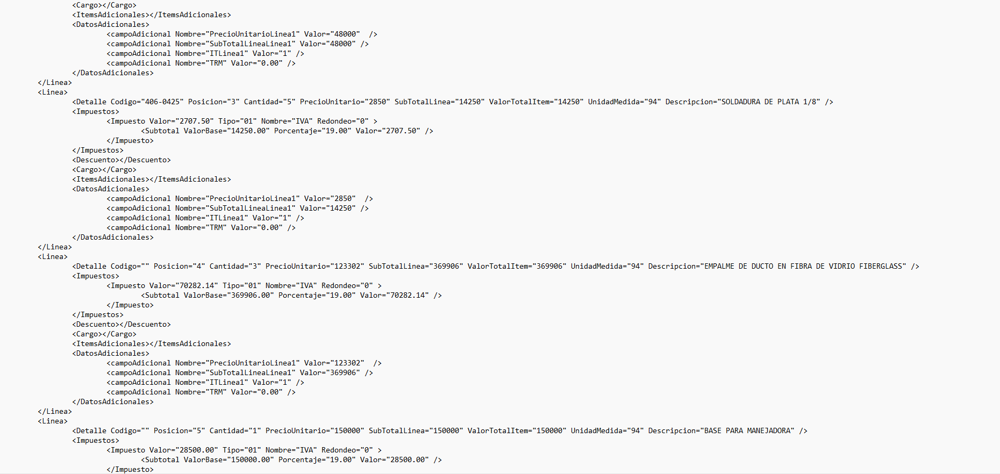 <Cargo></Cargo>
<ItemsAdicionales></ItemsAdicionales>
<DatosAdicionales>
<campoAdicional Nombre="PrecioUnitarioLinea1" Valor="48000"  />
<campoAdicional Nombre="SubTotalLineaLinea1" Valor="48000" />
<campoAdicional Nombre="ITLinea1" Valor="1" />
<campoAdicional Nombre="TRM" Valor="0.00" />
</DatosAdicionales>
</Linea>
<Linea>
<Detalle Codigo="406-0425" Posicion="3" Cantidad="5" PrecioUnitario="2850" SubTotalLinea="14250" ValorTotalItem="14250" UnidadMedida="94" Descripcion="SOLDADURA DE PLATA 1/8" />
<Impuestos>
<Impuesto Valor="2707.50" Tipo="01" Nombre="IVA" Redondeo="0" >
<Subtotal ValorBase="14250.00" Porcentaje="19.00" Valor="2707.50" />
</Impuesto>
</Impuestos>
<Descuento></Descuento>
<Cargo></Cargo>
<ItemsAdicionales></ItemsAdicionales>
<DatosAdicionales>
<campoAdicional Nombre="PrecioUnitarioLinea1" Valor="2850"  />
<campoAdicional Nombre="SubTotalLineaLinea1" Valor="14250" />
<campoAdicional Nombre="ITLinea1" Valor="1" />
<campoAdicional Nombre="TRM" Valor="0.00" />
</DatosAdicionales>
</Linea>
<Linea>
<Detalle Codigo="" Posicion="4" Cantidad="3" PrecioUnitario="123302" SubTotalLinea="369906" ValorTotalItem="369906" UnidadMedida="94" Descripcion="EMPALME DE DUCTO EN FIBRA DE VIDRIO FIBERGLASS" />
<Impuestos>
<Impuesto Valor="70282.14" Tipo="01" Nombre="IVA" Redondeo="0" >
<Subtotal ValorBase="369906.00" Porcentaje="19.00" Valor="70282.14" />
</Impuesto>
</Impuestos>
<Descuento></Descuento>
<Cargo></Cargo>
<ItemsAdicionales></ItemsAdicionales>
<DatosAdicionales>
<campoAdicional Nombre="PrecioUnitarioLinea1" Valor="123302"  />
<campoAdicional Nombre="SubTotalLineaLinea1" Valor="369906" />
<campoAdicional Nombre="ITLinea1" Valor="1" />
<campoAdicional Nombre="TRM" Valor="0.00" />
</DatosAdicionales>
</Linea>
<Linea>
<Detalle Codigo="" Posicion="5" Cantidad="1" PrecioUnitario="150000" SubTotalLinea="150000" ValorTotalItem="150000" UnidadMedida="94" Descripcion="BASE PARA MANEJADORA" />
<Impuestos>
<Impuesto Valor="28500.00" Tipo="01" Nombre="IVA" Redondeo="0" >
<Subtotal ValorBase="150000.00" Porcentaje="19.00" Valor="28500.00" />
</Impuesto>